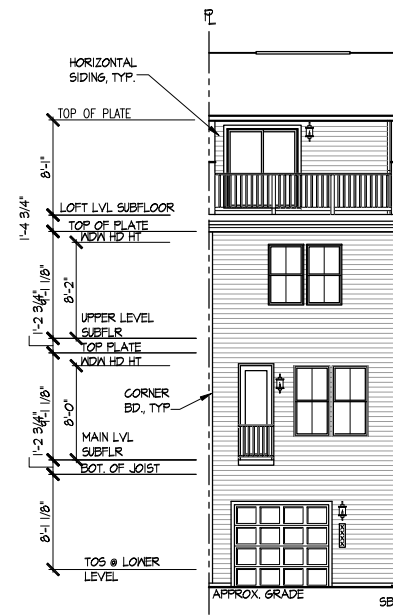 PL
HORIZONTAL
SIDING, TYP.
TOP OF PLATE
8'-1"
LOFT LVL SUBFLOOR
1'-4 3/4"
TOP OF PLATE
WDW HD HT
8'-2"
1'-2 3/4"
-1 1/8"
UPPER LEVEL
SUBFLR
TOP PLATE
WDW HD HT
8'-0"
1'-2 3/4"
-1 1/8"
CORNER
BD., TYP
MAIN LVL
SUBFLR
BOT. OF JOIST
8'-1 1/8"
TOS @ LOWER
LEVEL
APPROX. GRADE
SB